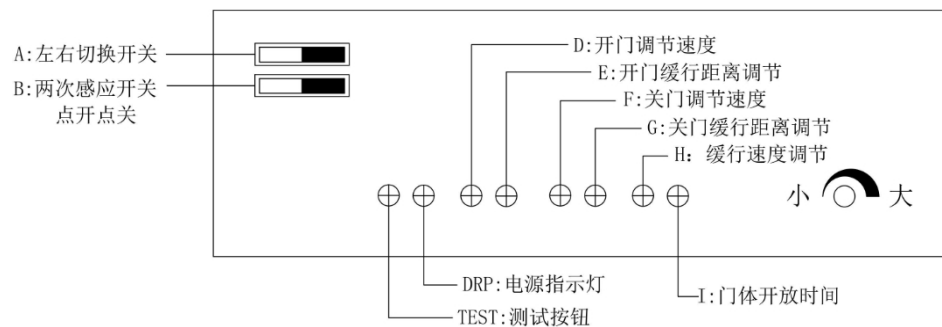 A:左右切换开关
B:两次感应开关
点开点关
D:开门调节速度
E:开门缓行距离调节
F:关门调节速度
G:关门缓行距离调节
H：缓行速度调节
小 大
DRP:电源指示灯
I:门体开放时间
TEST:测试按钮